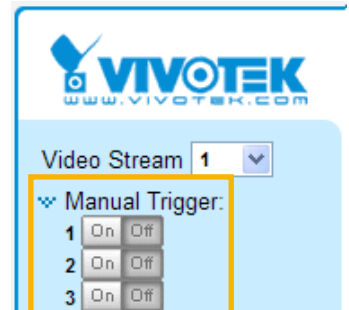 VIVOTEK
www.vivotek.com
Video Stream 1
Manual Trigger:
1 On Off
2 On Off
3 On Off